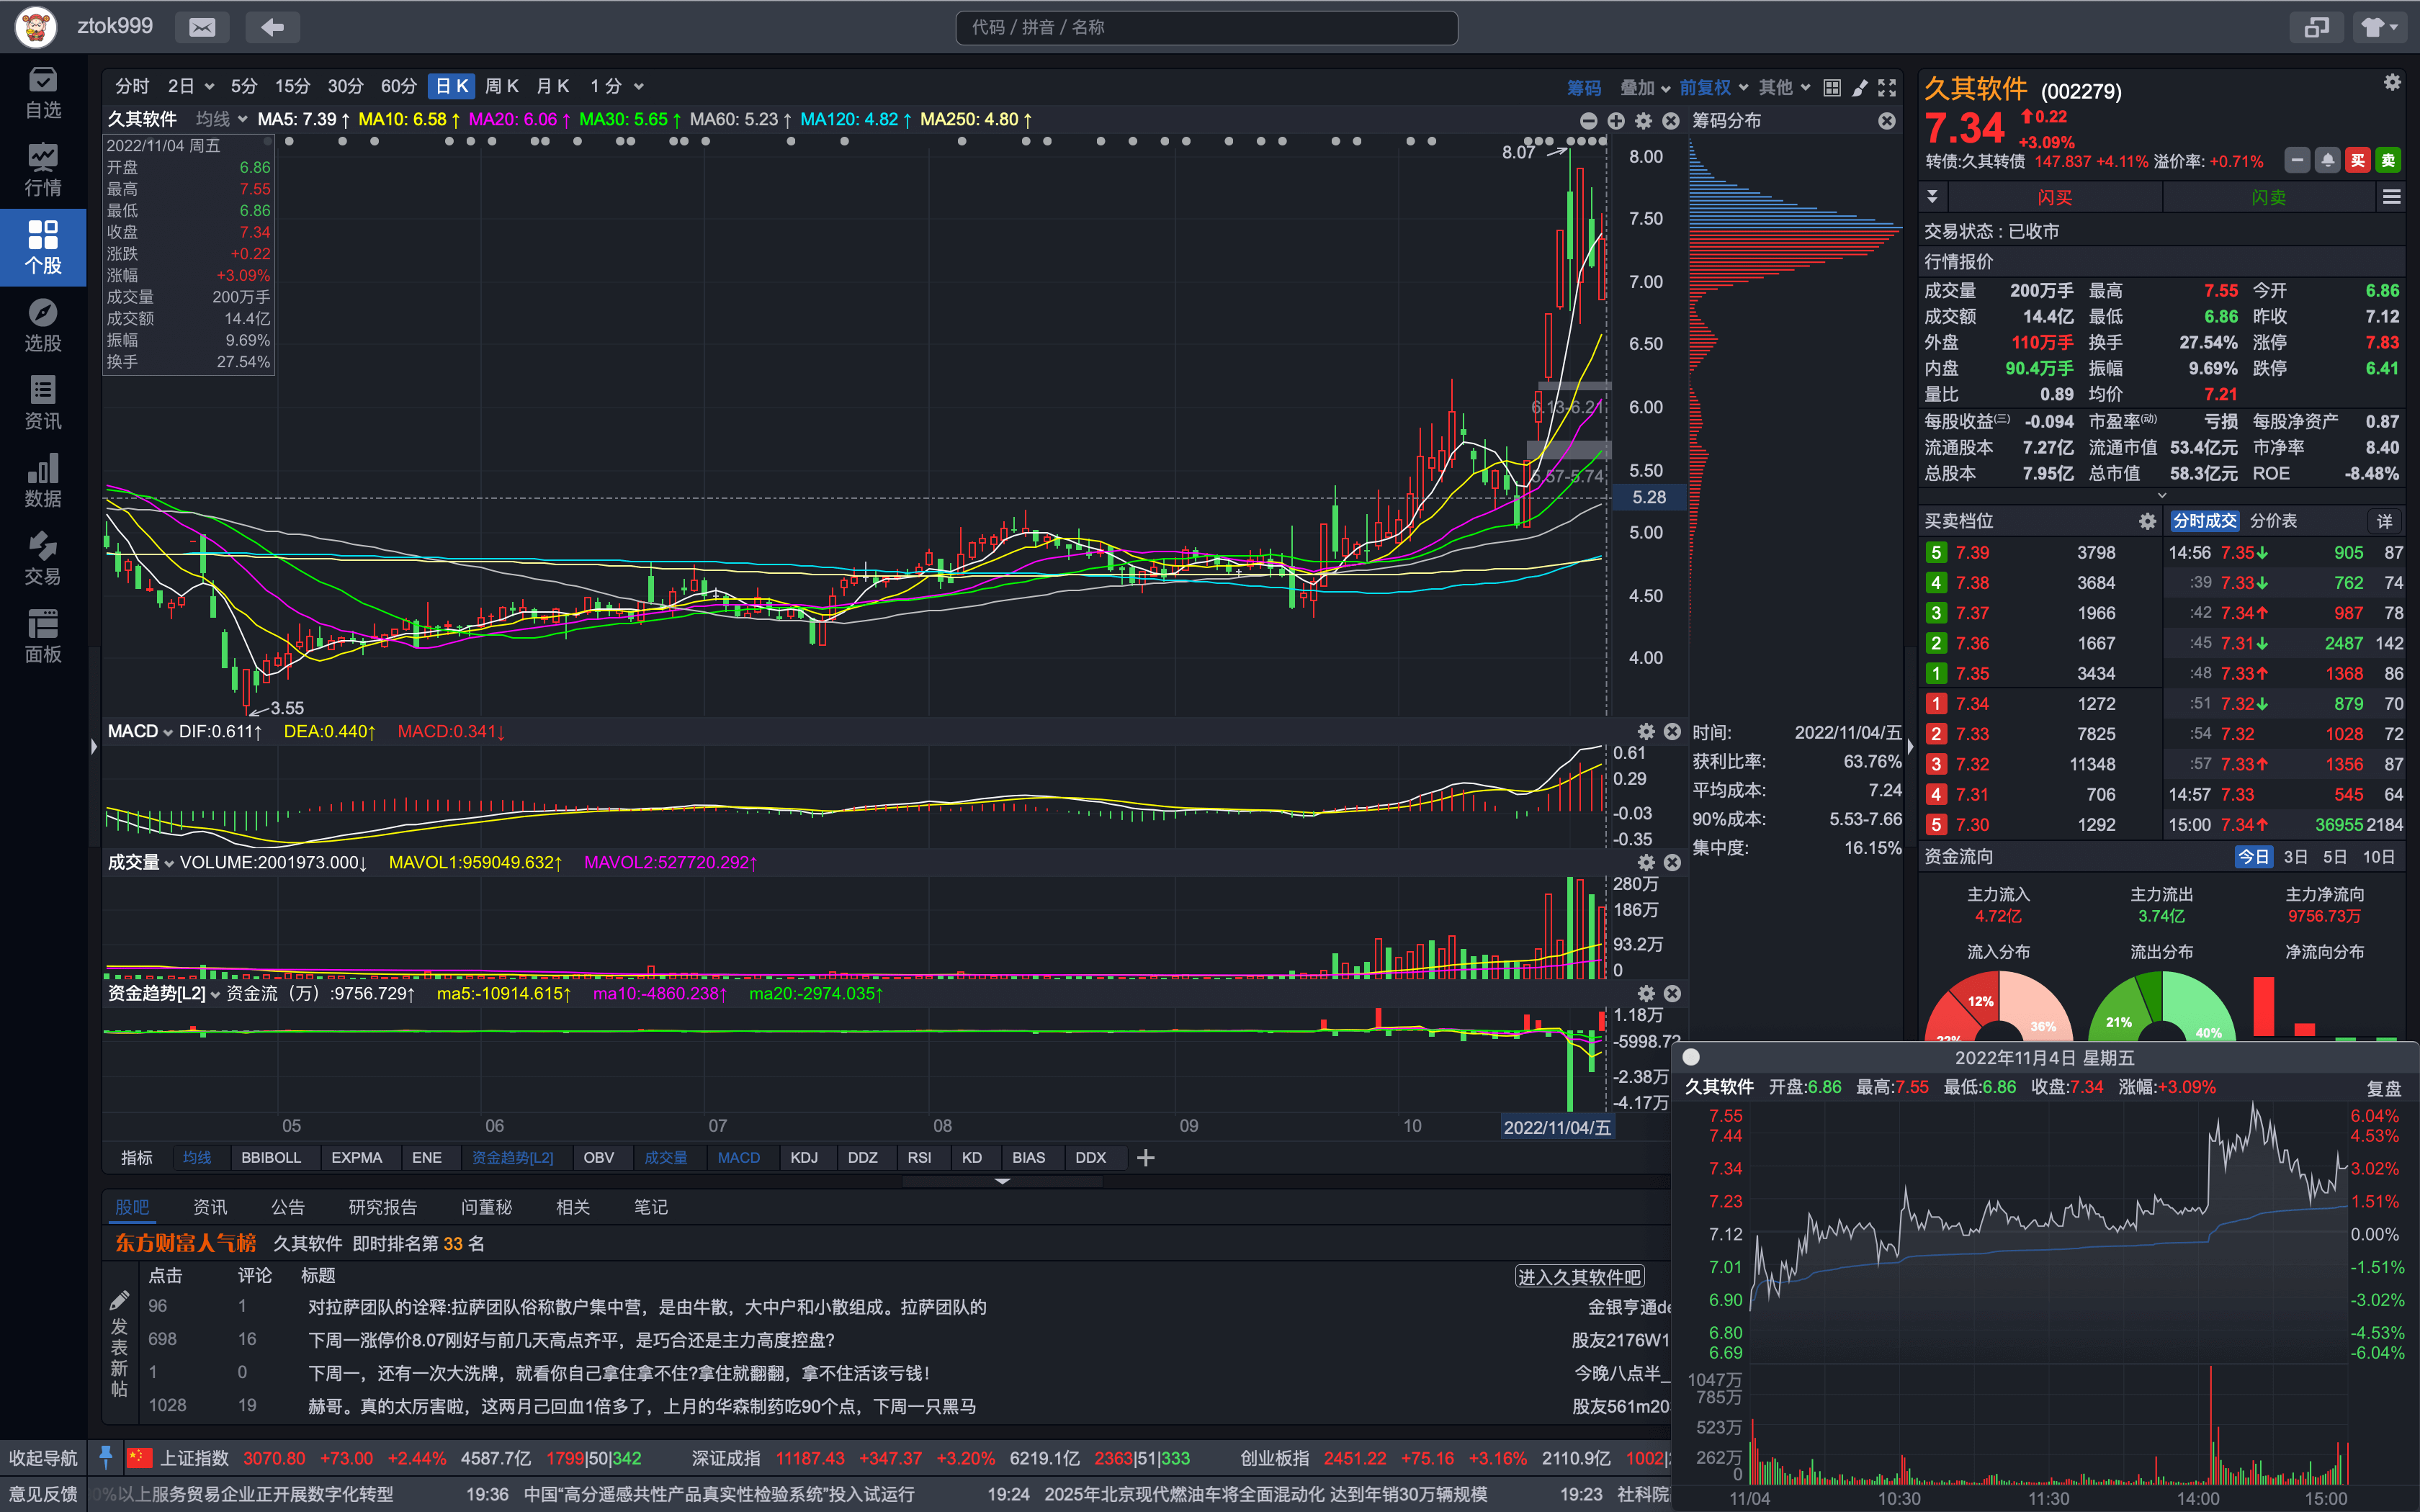 ztok999
代码 / 拼音 / 名称
自选
行情
个股
选股
资讯
数据
交易
面板
收起导航
意见反馈
分时 2日 5分 15分 30分 60分 日K 周K 月K 1分 筹码 叠加 前复权 其他
久其软件 均线 MA5: 7.39↑ MA10: 6.58↑ MA20: 6.06↑ MA30: 5.65↑ MA60: 5.23↑ MA120: 4.82↑ MA250: 4.80↑
筹码分布
2022/11/04 周五
开盘 6.86
最高 7.55
最低 6.86
收盘 7.34
涨跌 +0.22
涨幅 +3.09%
成交量 200万手
成交额 14.4亿
振幅 9.69%
换手 27.54%
8.07
3.55
6.13-6.21
5.57-5.74
8.00
7.50
7.00
6.50
6.00
5.50
5.28
5.00
4.50
4.00
MACD DIF:0.611↑ DEA:0.440↑ MACD:0.341↓
0.61
0.29
-0.03
-0.35
成交量 VOLUME:2001973.000↓ MAVOL1:959049.632↑ MAVOL2:527720.292↑
280万
186万
93.2万
0
资金趋势[L2] 资金流（万）:9756.729↑ ma5:-10914.615↑ ma10:-4860.238↑ ma20:-2974.035↑
1.18万
-5998.72
-2.38万
-4.17万
05 06 07 08 09 10 2022/11/04/五
时间: 2022/11/04/五
获利比率: 63.76%
平均成本: 7.24
90%成本: 5.53-7.66
集中度: 16.15%
指标 均线 BBIBOLL EXPMA ENE 资金趋势[L2] OBV 成交量 MACD KDJ DDZ RSI KD BIAS DDX
股吧 资讯 公告 研究报告 问董秘 相关 笔记
东方财富人气榜 久其软件 即时排名第 33 名
发表新帖
点击 评论 标题 进入久其软件吧
96 1 对拉萨团队的诠释:拉萨团队俗称散户集中营，是由牛散，大中户和小散组成。拉萨团队的 金银亨通de
698 16 下周一涨停价8.07刚好与前几天高点齐平，是巧合还是主力高度控盘? 股友2176W1
1 0 下周一，还有一次大洗牌，就看你自己拿住拿不住?拿住就翻翻，拿不住活该亏钱！ 今晚八点半_
1028 19 赫哥。真的太厉害啦，这两月己回血1倍多了，上月的华森制药吃90个点，下周一只黑马 股友561m20
久其软件 (002279)
7.34 0.22
+3.09%
转债:久其转债 147.837 +4.11% 溢价率: +0.71% 买 卖
闪买 闪卖
交易状态 : 已收市
行情报价
成交量 200万手 最高 7.55 今开 6.86
成交额 14.4亿 最低 6.86 昨收 7.12
外盘 110万手 换手 27.54% 涨停 7.83
内盘 90.4万手 振幅 9.69% 跌停 6.41
量比 0.89 均价 7.21
每股收益(三) -0.094 市盈率(动) 亏损 每股净资产 0.87
流通股本 7.27亿 流通市值 53.4亿元 市净率 8.40
总股本 7.95亿 总市值 58.3亿元 ROE -8.48%
买卖档位 分时成交 分价表 详
5 7.39 3798 14:56 7.35↓ 905 87
4 7.38 3684 :39 7.33↓ 762 74
3 7.37 1966 :42 7.34↑ 987 78
2 7.36 1667 :45 7.31↓ 2487 142
1 7.35 3434 :48 7.33↑ 1368 86
1 7.34 1272 :51 7.32↓ 879 70
2 7.33 7825 :54 7.32 1028 72
3 7.32 11348 :57 7.33↑ 1356 87
4 7.31 706 14:57 7.33 545 64
5 7.30 1292 15:00 7.34↑ 36955 2184
资金流向 今日 3日 5日 10日
主力流入 主力流出 主力净流向
4.72亿 3.74亿 9756.73万
流入分布 流出分布 净流向分布
12% 36% 21% 40%
2022年11月4日 星期五
久其软件 开盘:6.86 最高:7.55 最低:6.86 收盘:7.34 涨幅:+3.09% 复盘
7.55 6.04%
7.44 4.53%
7.34 3.02%
7.23 1.51%
7.12 0.00%
7.01 -1.51%
6.90 -3.02%
6.80 -4.53%
6.69 -6.04%
1047万
785万
523万
262万
0
11/04 10:30 11:30 14:00 15:00
上证指数 3070.80 +73.00 +2.44% 4587.7亿 1799|50|342 深证成指 11187.43 +347.37 +3.20% 6219.1亿 2363|51|333 创业板指 2451.22 +75.16 +3.16% 2110.9亿 1002|
0%以上服务贸易企业正开展数字化转型 19:36 中国“高分遥感共性产品真实性检验系统”投入试运行 19:24 2025年北京现代燃油车将全面混动化 达到年销30万辆规模 19:23 社科院